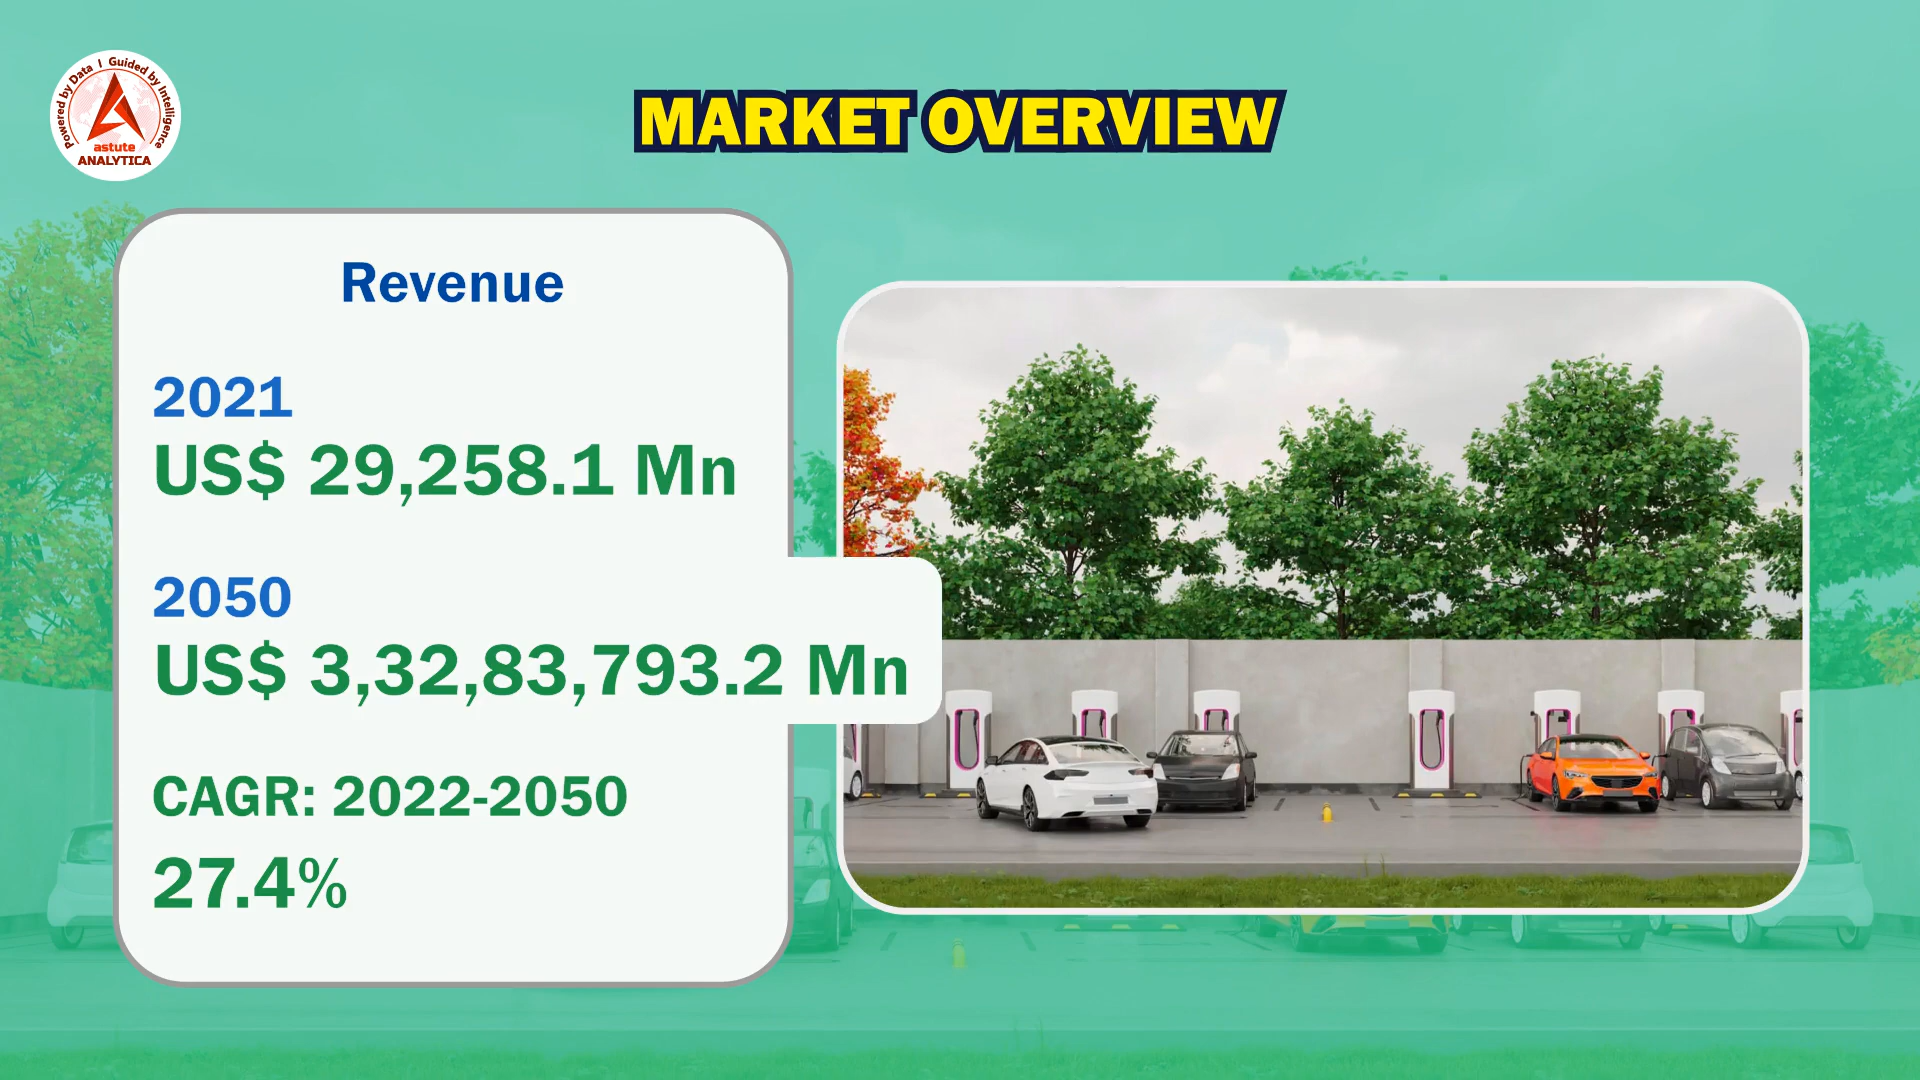 Powered by Data | Guided by Intelligence
astute
ANALYTICA
MARKET OVERVIEW
Revenue
2021
US$ 29,258.1 Mn
2050
US$ 3,32,83,793.2 Mn
CAGR: 2022-2050
27.4%